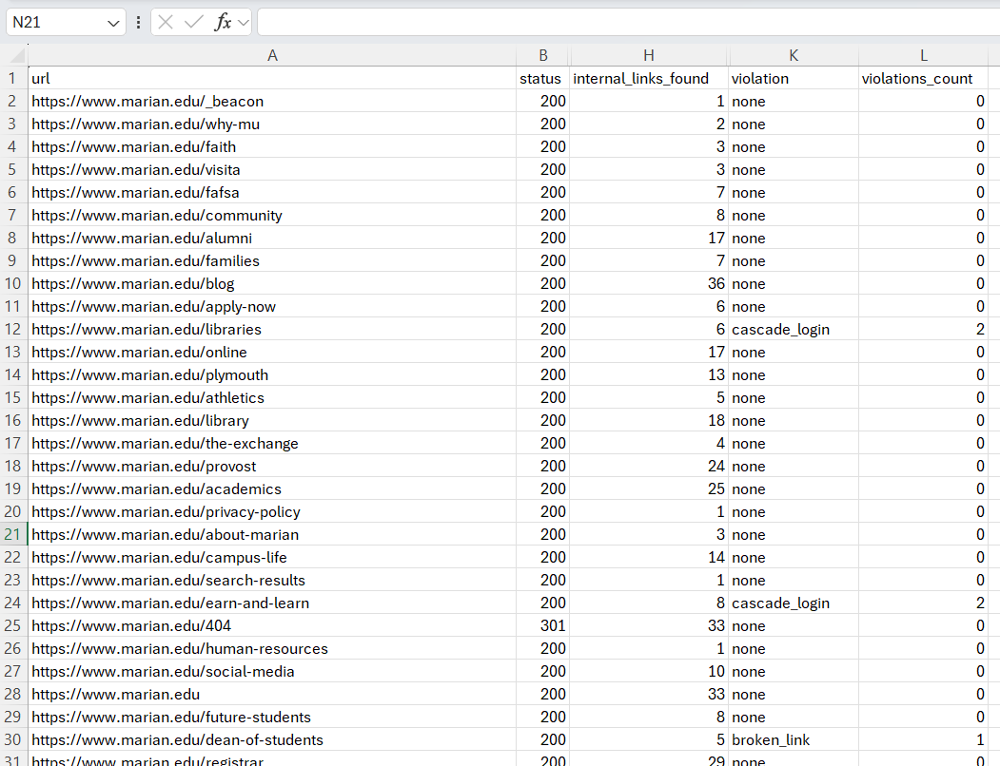 N21 fx
A B H K L
1 url status internal_links_found violation violations_count
2 https://www.marian.edu/_beacon 200 1 none 0
3 https://www.marian.edu/why-mu 200 2 none 0
4 https://www.marian.edu/faith 200 3 none 0
5 https://www.marian.edu/visita 200 3 none 0
6 https://www.marian.edu/fafsa 200 7 none 0
7 https://www.marian.edu/community 200 8 none 0
8 https://www.marian.edu/alumni 200 17 none 0
9 https://www.marian.edu/families 200 7 none 0
10 https://www.marian.edu/blog 200 36 none 0
11 https://www.marian.edu/apply-now 200 6 none 0
12 https://www.marian.edu/libraries 200 6 cascade_login 2
13 https://www.marian.edu/online 200 17 none 0
14 https://www.marian.edu/plymouth 200 13 none 0
15 https://www.marian.edu/athletics 200 5 none 0
16 https://www.marian.edu/library 200 18 none 0
17 https://www.marian.edu/the-exchange 200 4 none 0
18 https://www.marian.edu/provost 200 24 none 0
19 https://www.marian.edu/academics 200 25 none 0
20 https://www.marian.edu/privacy-policy 200 1 none 0
21 https://www.marian.edu/about-marian 200 3 none 0
22 https://www.marian.edu/campus-life 200 14 none 0
23 https://www.marian.edu/search-results 200 1 none 0
24 https://www.marian.edu/earn-and-learn 200 8 cascade_login 2
25 https://www.marian.edu/404 301 33 none 0
26 https://www.marian.edu/human-resources 200 1 none 0
27 https://www.marian.edu/social-media 200 10 none 0
28 https://www.marian.edu 200 33 none 0
29 https://www.marian.edu/future-students 200 8 none 0
30 https://www.marian.edu/dean-of-students 200 5 broken_link 1
31 https://www.marian.edu/registrar 200 29 none 0